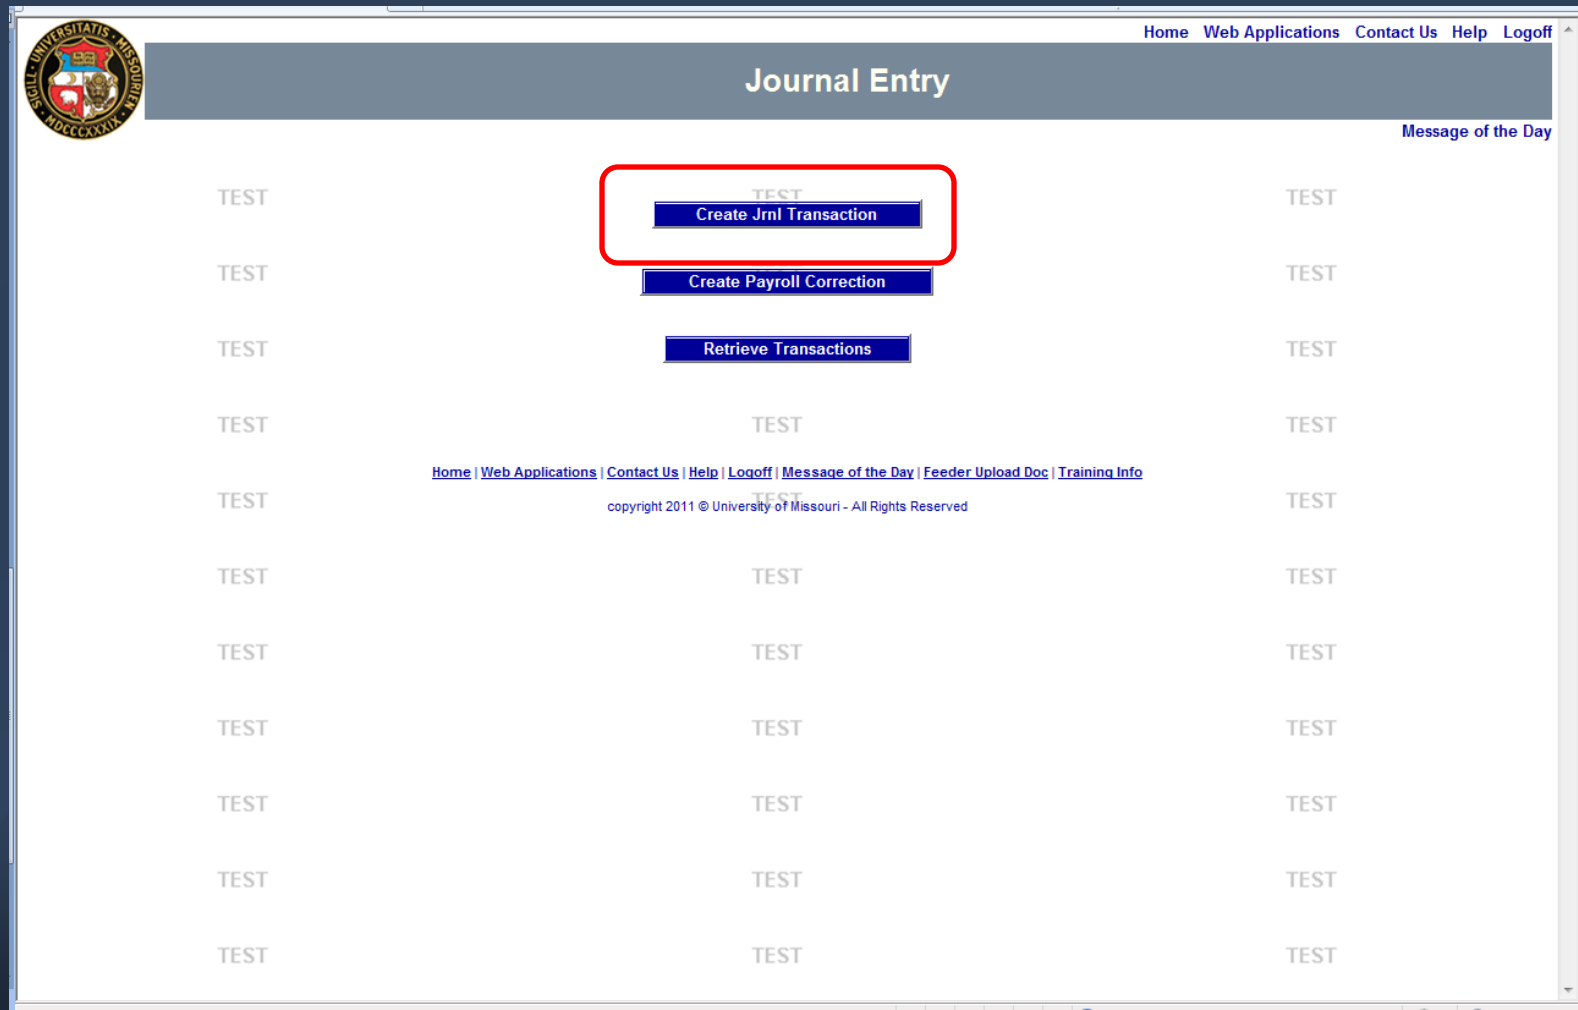 Home Web Applications Contact Us Help Logoff
SIGILL · UNIVERSITATIS · MISSOURIEN · MDCCCXXXIX ·
Journal Entry
Message of the Day
TEST TEST TEST
Create Jrnl Transaction
TEST TEST
Create Payroll Correction
TEST TEST
Retrieve Transactions
TEST TEST TEST
Home | Web Applications | Contact Us | Help | Logoff | Message of the Day | Feeder Upload Doc | Training Info
TEST TEST TEST
copyright 2011 © University of Missouri - All Rights Reserved
TEST TEST TEST
TEST TEST TEST
TEST TEST TEST
TEST TEST TEST
TEST TEST TEST
TEST TEST TEST